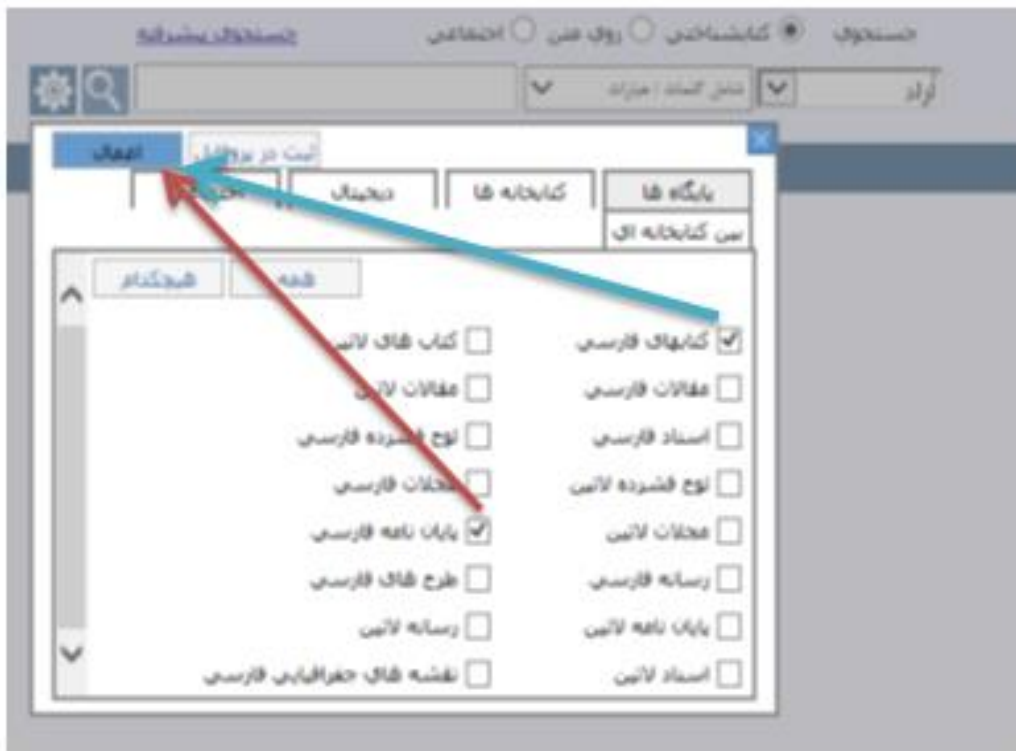 جستجوی کتابشناختی روی متن اجتماعی جستجوی پیشرفته
آزاد شامل کلمات / عبارات
ثبت در پروفایل اعمال
پایگاه ها کتابخانه ها دیجیتال
بین کتابخانه ای
همه هیچکدام
کتابهای فارسی کتاب های لاتین
مقالات فارسی مقالات لاتین
اسناد فارسی لوح فشرده فارسی
لوح فشرده لاتین مجلات فارسی
مجلات لاتین پایان نامه فارسی
رسانه فارسی طرح های فارسی
پایان نامه لاتین رسانه لاتین
اسناد لاتین نقشه های جغرافیایی فارسی